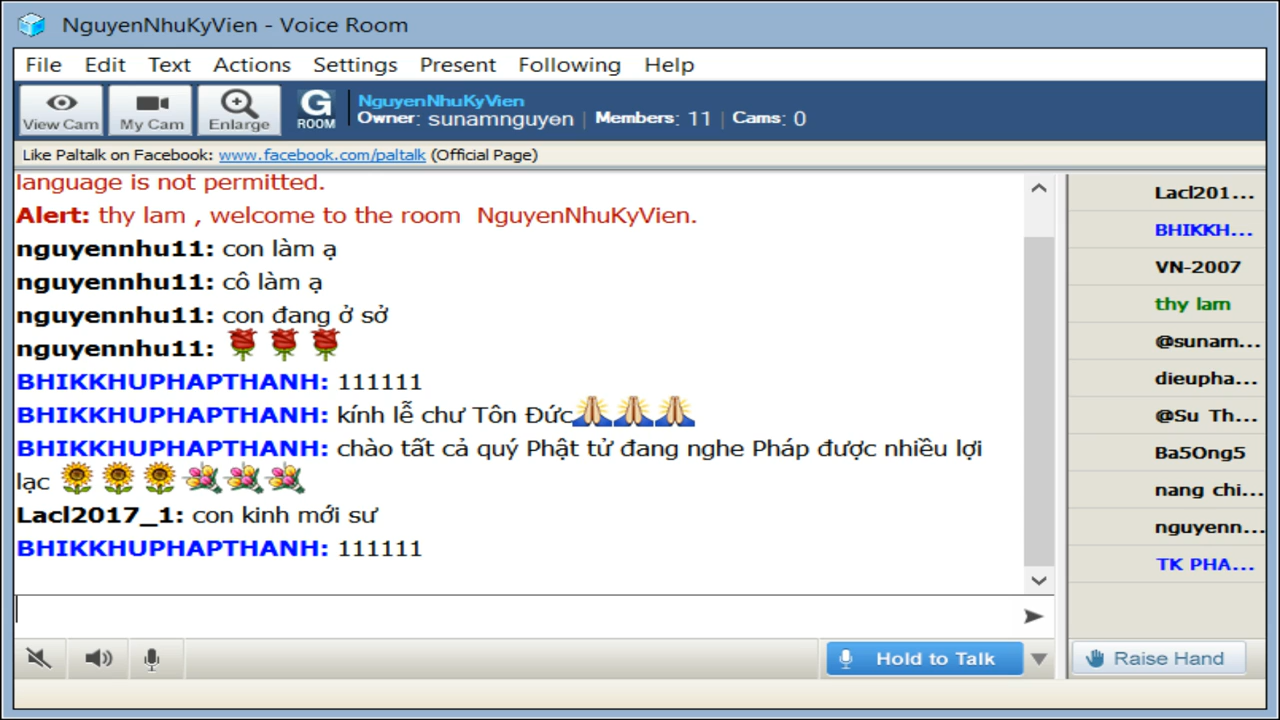 NguyenNhuKyVien - Voice Room
File Edit Text Actions Settings Present Following Help
View Cam My Cam Enlarge G ROOM
NguyenNhuKyVien
Owner: sunamnguyen | Members: 11 | Cams: 0
Like Paltalk on Facebook: www.facebook.com/paltalk (Official Page)
language is not permitted.
Alert: thy lam , welcome to the room NguyenNhuKyVien.
nguyennhu11: con làm ạ
nguyennhu11: cô làm ạ
nguyennhu11: con đang ở sở
nguyennhu11: 🌹🌹🌹
BHIKKHUPHAPTHANH: 111111
BHIKKHUPHAPTHANH: kính lễ chư Tôn Đức🙏🙏🙏
BHIKKHUPHAPTHANH: chào tất cả quý Phật tử đang nghe Pháp được nhiều lợi
lạc 🌻🌻🌻💐💐💐
Lacl2017_1: con kinh mới sư
BHIKKHUPHAPTHANH: 111111
Lacl201...
BHIKKH...
VN-2007
thy lam
@sunam...
dieupha...
@Su Th...
Ba5Ong5
nang chi...
nguyenn...
TK PHA...
Hold to Talk
Raise Hand